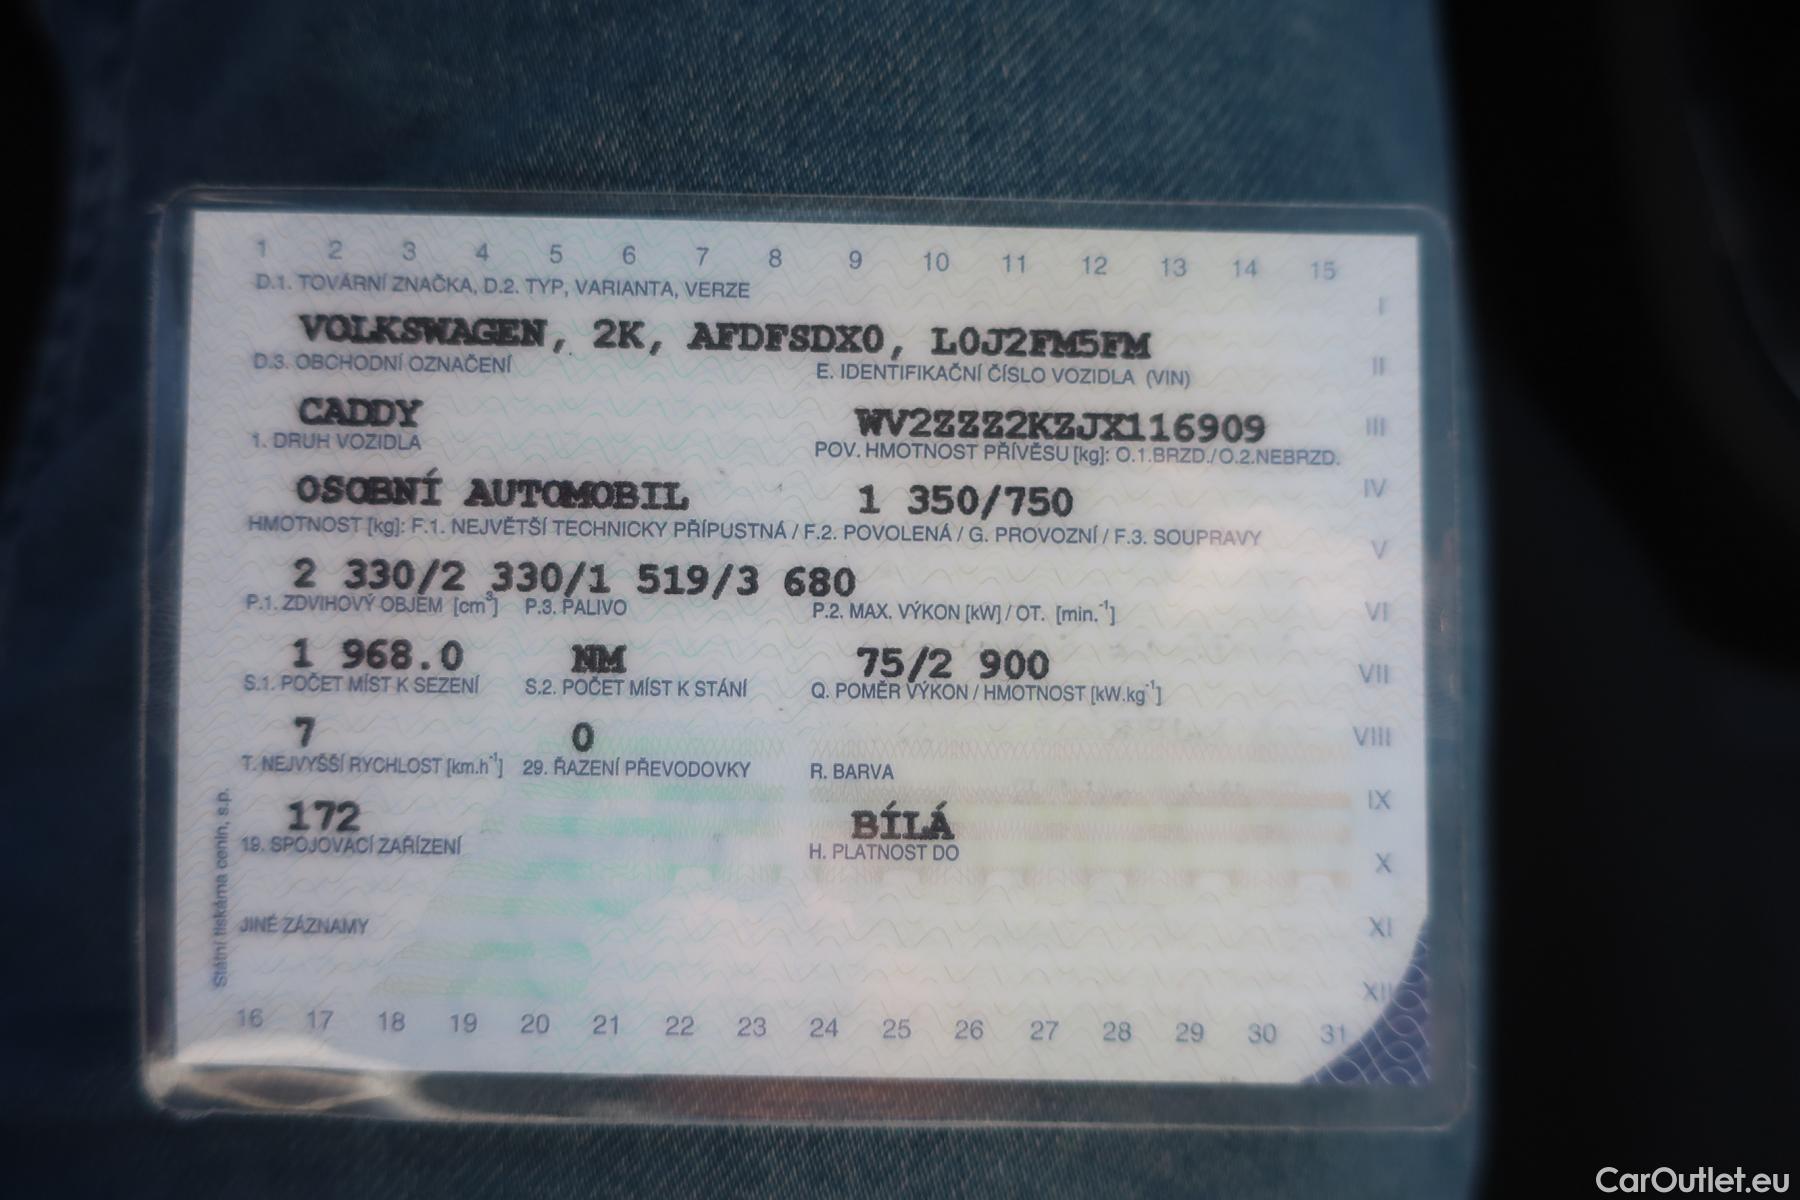 1 2 3 4 5 6 7 8 9 10 11 12 13 14 15
D.1. TOVÁRNÍ ZNAČKA, D.2. TYP, VARIANTA, VERZE
I
VOLKSWAGEN, 2K, AFDFSDX0, L0J2FM5FM
D.3. OBCHODNÍ OZNAČENÍ E. IDENTIFIKAČNÍ ČÍSLO VOZIDLA (VIN)
II
CADDY WV2ZZZ2KZJX116909
III
1. DRUH VOZIDLA POV. HMOTNOST PŘÍVĚSU [kg]: O.1.BRZD./O.2.NEBRZD.
OSOBNÍ AUTOMOBIL 1 350/750
IV
HMOTNOST [kg]: F.1. NEJVĚTŠÍ TECHNICKY PŘÍPUSTNÁ / F.2. POVOLENÁ / G. PROVOZNÍ / F.3. SOUPRAVY
V
2 330/2 330/1 519/3 680
P.1. ZDVIHOVÝ OBJEM [cm³] P.3. PALIVO P.2. MAX. VÝKON [kW] / OT. [min.⁻¹]
VI
1 968.0 NM 75/2 900
VII
S.1. POČET MÍST K SEZENÍ S.2. POČET MÍST K STÁNÍ Q. POMĚR VÝKON / HMOTNOST [kW.kg⁻¹]
7 0
VIII
T. NEJVYŠŠÍ RYCHLOST [km.h⁻¹] 29. ŘAZENÍ PŘEVODOVKY R. BARVA
IX
172 BÍLÁ
19. SPOJOVACÍ ZAŘÍZENÍ H. PLATNOST DO
X
JINÉ ZÁZNAMY
XI
XII
Státní tiskárna cenin, s.p.
16 17 18 19 20 21 22 23 24 25 26 27 28 29 30 31
CarOutlet.eu